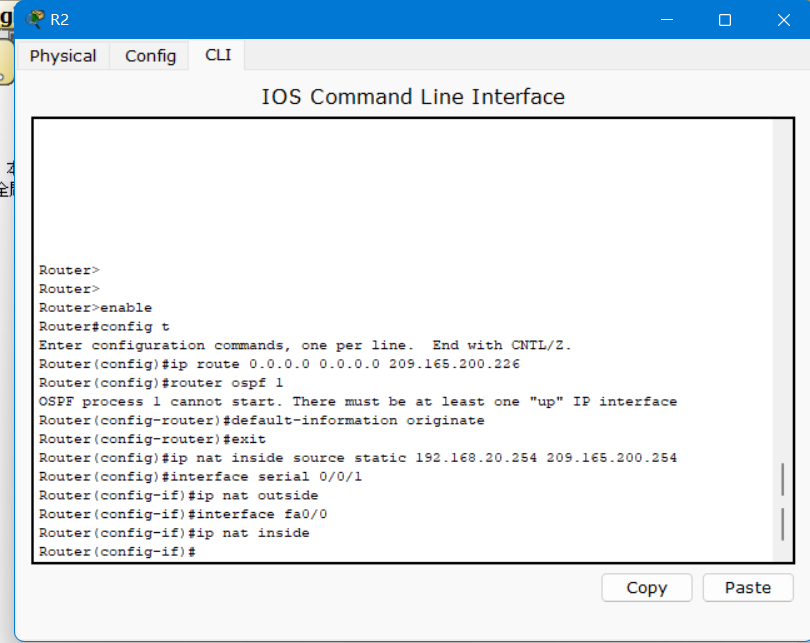 R2
Physical
Config
CLI
IOS Command Line Interface
Router>
Router>
Router>enable
Router#config t
Enter configuration commands, one per line.  End with CNTL/Z.
Router(config)#ip route 0.0.0.0 0.0.0.0 209.165.200.226
Router(config)#router ospf 1
OSPF process 1 cannot start. There must be at least one "up" IP interface
Router(config-router)#default-information originate
Router(config-router)#exit
Router(config)#ip nat inside source static 192.168.20.254 209.165.200.254
Router(config)#interface serial 0/0/1
Router(config-if)#ip nat outside
Router(config-if)#interface fa0/0
Router(config-if)#ip nat inside
Router(config-if)#
Copy
Paste